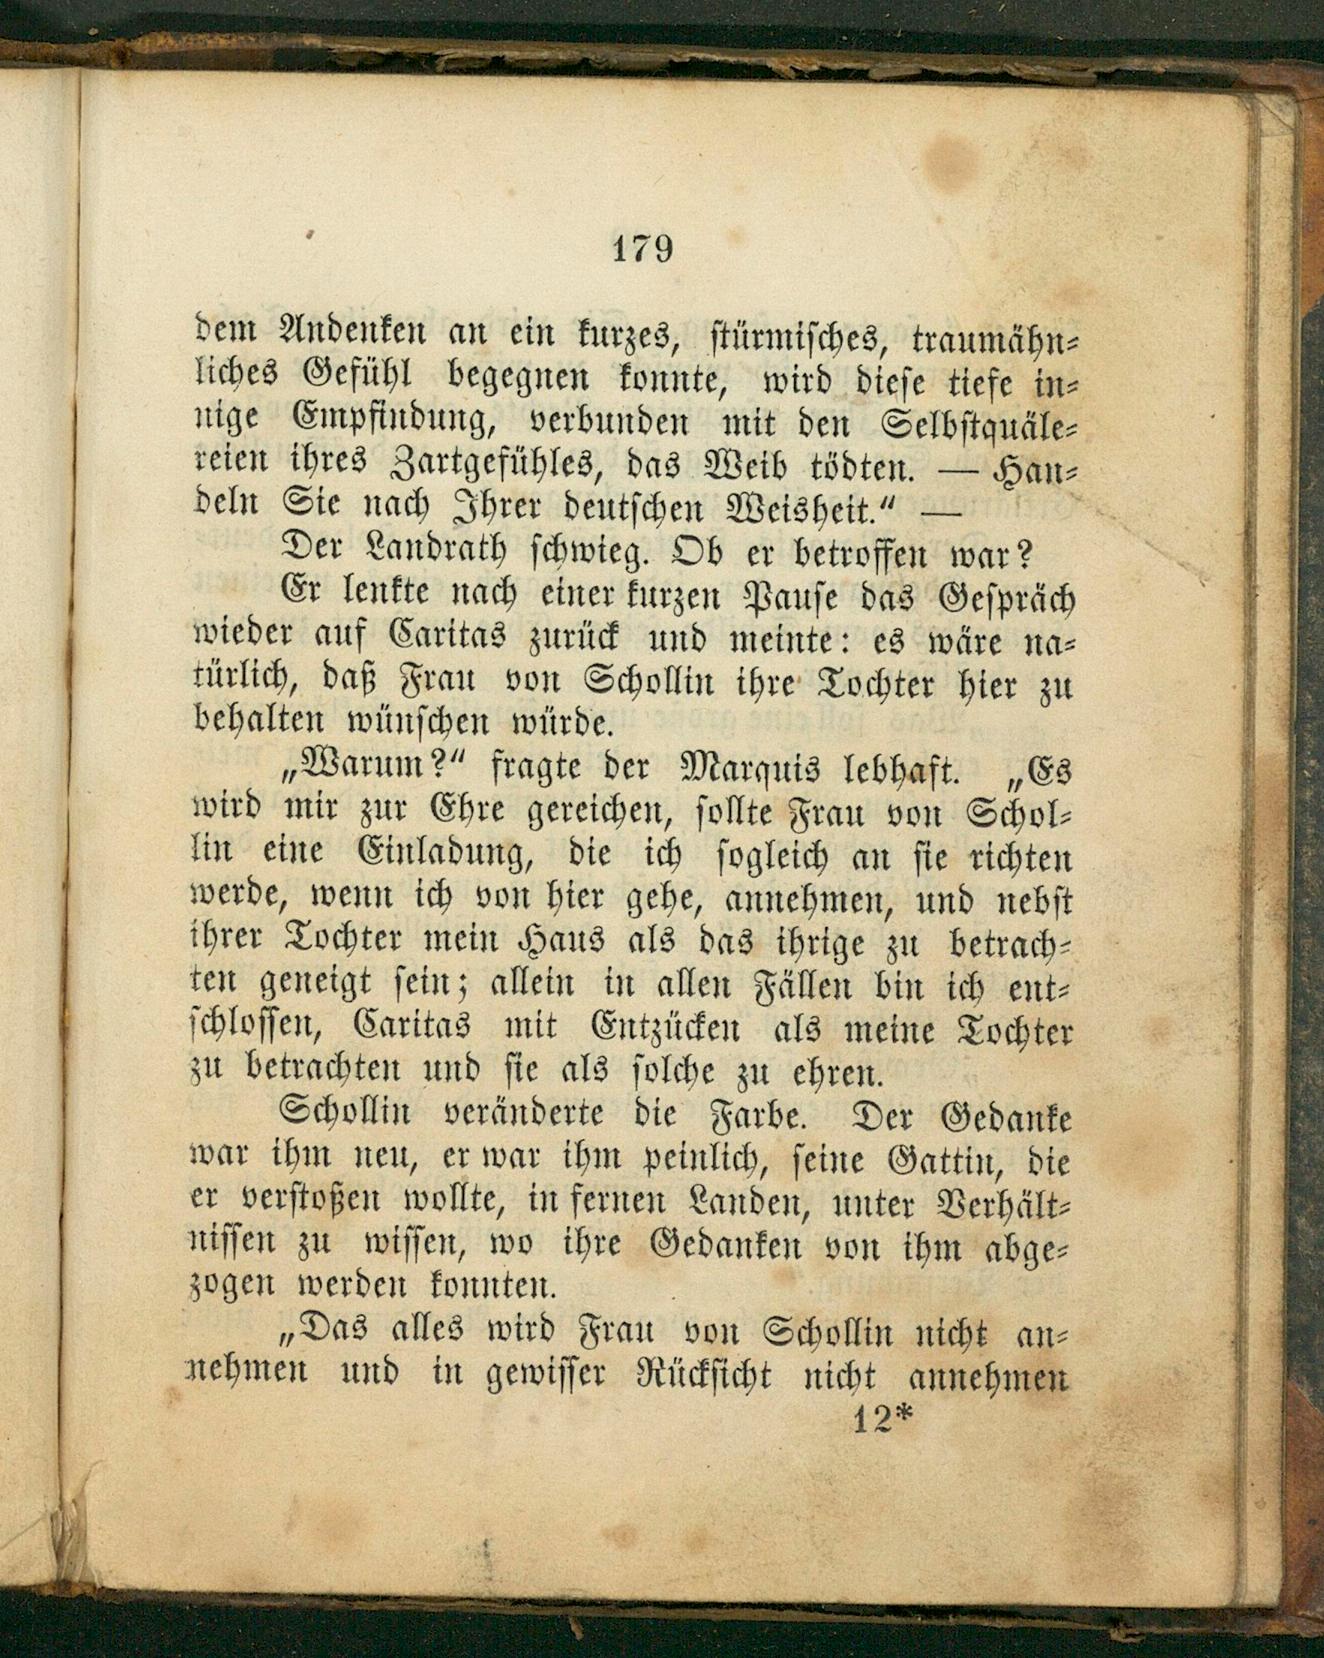 179
dem Andenken an ein kurzes, stürmisches, traumähn-
liches Gefühl begegnen konnte, wird diese tiefe in-
nige Empfindung, verbunden mit den Selbstquäle-
reien ihres Zartgefühles, das Weib tödten. — Han-
deln Sie nach Ihrer deutschen Weisheit.“ —
Der Landrath schwieg. Ob er betroffen war?
Er lenkte nach einer kurzen Pause das Gespräch
wieder auf Caritas zurück und meinte: es wäre na-
türlich, daß Frau von Schollin ihre Tochter hier zu
behalten wünschen würde.
„Warum?“ fragte der Marquis lebhaft. „Es
wird mir zur Ehre gereichen, sollte Frau von Schol-
lin eine Einladung, die ich sogleich an sie richten
werde, wenn ich von hier gehe, annehmen, und nebst
ihrer Tochter mein Haus als das ihrige zu betrach-
ten geneigt sein; allein in allen Fällen bin ich ent-
schlossen, Caritas mit Entzücken als meine Tochter
zu betrachten und sie als solche zu ehren.
Schollin veränderte die Farbe. Der Gedanke
war ihm neu, er war ihm peinlich, seine Gattin, die
er verstoßen wollte, in fernen Landen, unter Verhält-
nissen zu wissen, wo ihre Gedanken von ihm abge-
zogen werden konnten.
„Das alles wird Frau von Schollin nicht an-
nehmen und in gewisser Rücksicht nicht annehmen
12*